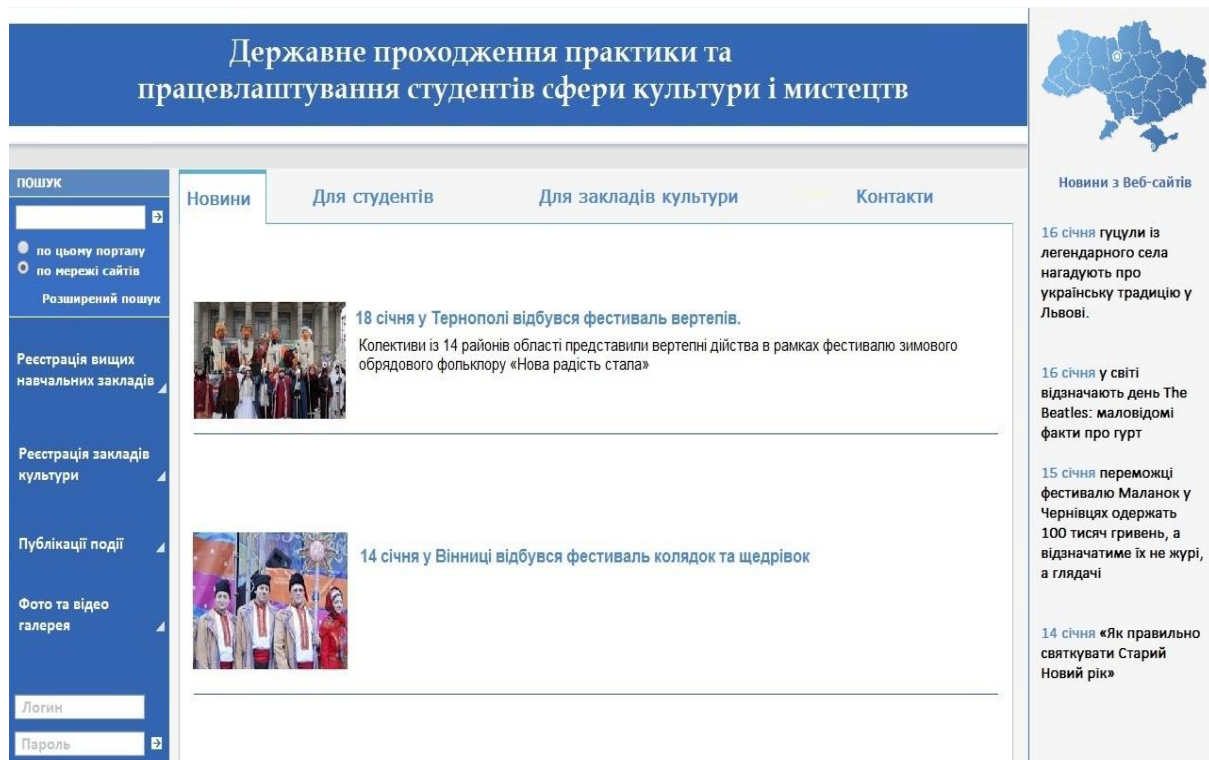 Державне проходження практики та
працевлаштування студентів сфери культури і мистецтв
ПОШУК
по цьому порталу
по мережі сайтів
Розширений пошук
Реєстрація вищих
навчальних закладів
Реєстрація закладів
культури
Публікації події
Фото та відео
галерея
Логин
Пароль
Новини
Для студентів
Для закладів культури
Контакти
18 січня у Тернополі відбувся фестиваль вертепів.
Колективи із 14 районів області представили вертепні дійства в рамках фестивалю зимового
обрядового фольклору «Нова радість стала»
14 січня у Вінниці відбувся фестиваль колядок та щедрівок
Новини з Веб-сайтів
16 січня гуцули із
легендарного села
нагадують про
українську традицію у
Львові.
16 січня у світі
відзначають день The
Beatles: маловідомі
факти про гурт
15 січня переможці
фестивалю Маланок у
Чернівцях одержать
100 тисяч гривень, а
відзначатиме їх не журі,
а глядачі
14 січня «Як правильно
святкувати Старий
Новий рік»